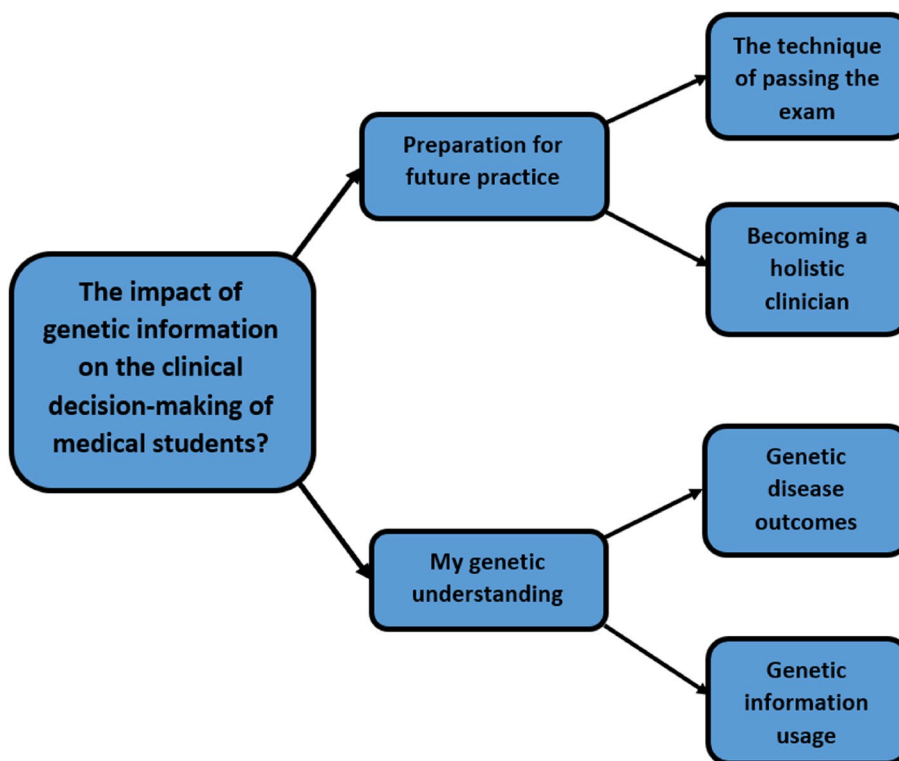 The impact of
genetic information
on the clinical
decision-making of
medical students?
Preparation for
future practice
The technique
of passing the
exam
Becoming a
holistic
clinician
My genetic
understanding
Genetic
disease
outcomes
Genetic
information
usage